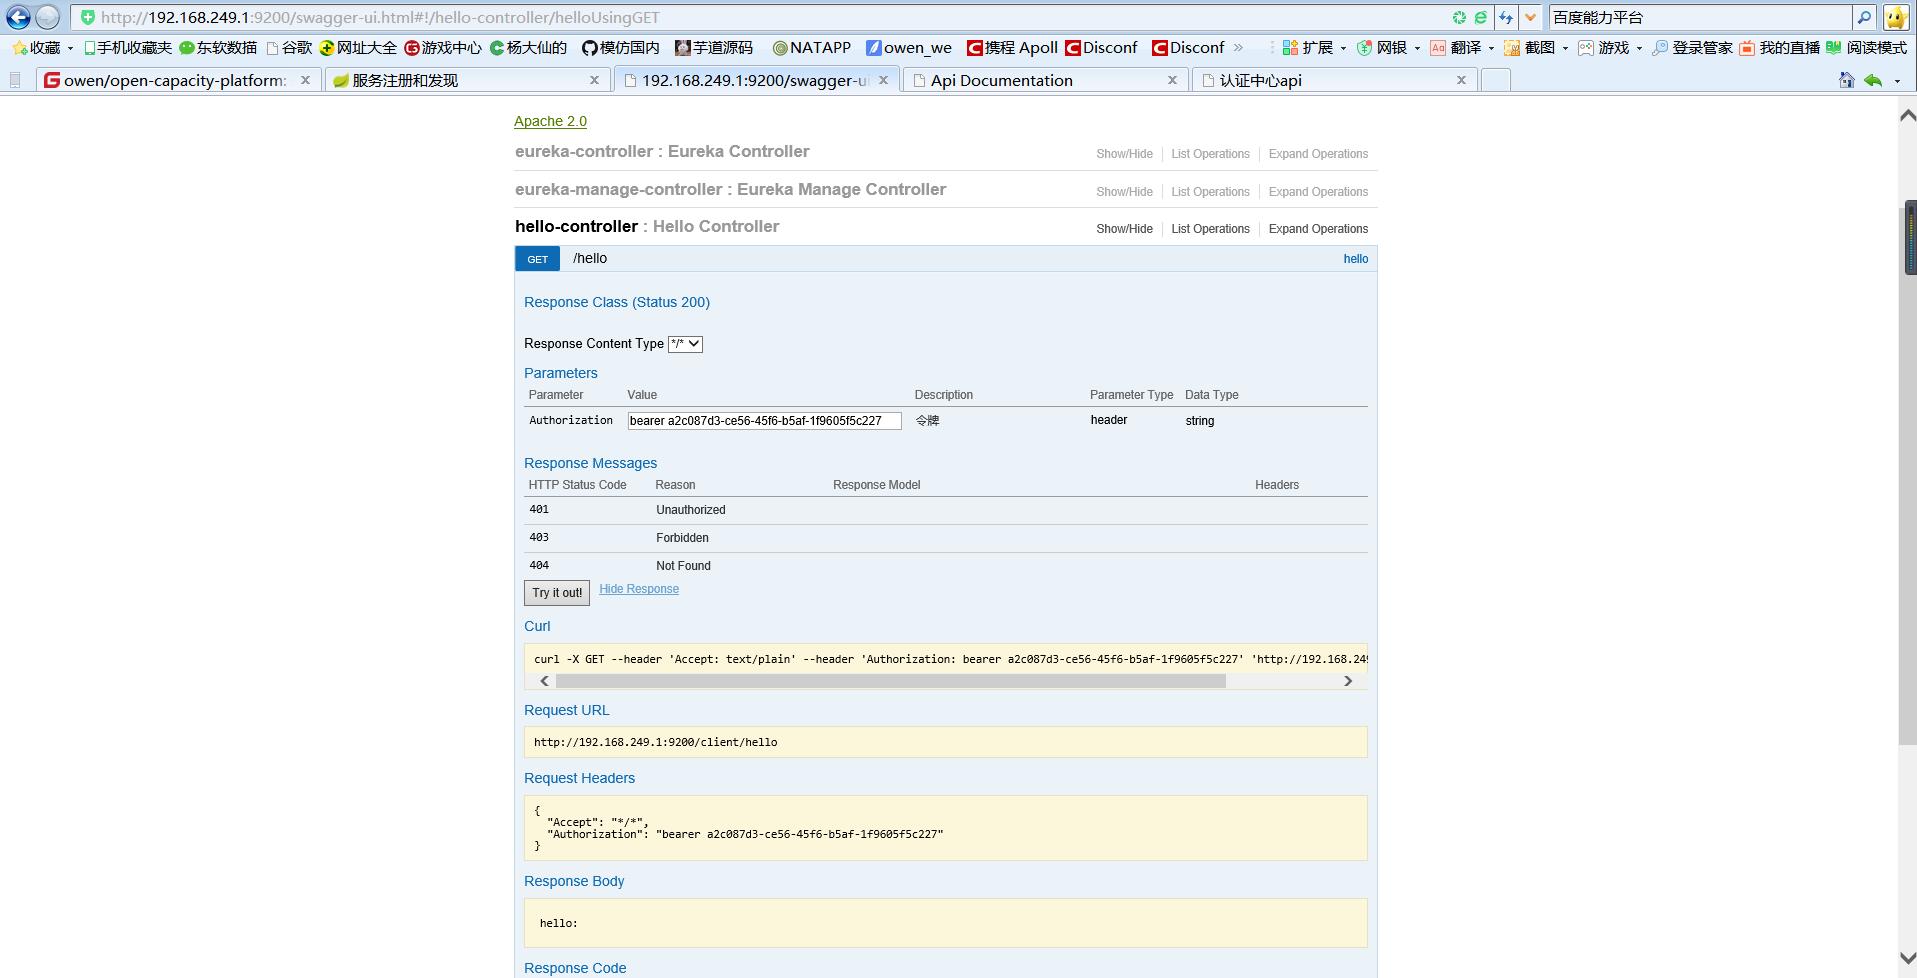 http://192.168.249.1:9200/swagger-ui.html#!/hello-controller/helloUsingGET
百度能力平台
收藏 手机收藏夹 东软数描 谷歌 网址大全 游戏中心 杨大仙的 模仿国内 芋道源码 NATAPP owen_we 携程 Apoll Disconf Disconf » 扩展 网银 翻译 截图 游戏 登录管家 我的直播 阅读模式
owen/open-capacity-platform: 服务注册和发现 192.168.249.1:9200/swagger-u Api Documentation 认证中心api
Apache 2.0
eureka-controller : Eureka Controller Show/Hide List Operations Expand Operations
eureka-manage-controller : Eureka Manage Controller Show/Hide List Operations Expand Operations
hello-controller : Hello Controller Show/Hide List Operations Expand Operations
GET /hello hello
Response Class (Status 200)
Response Content Type */*
Parameters
Parameter Value Description Parameter Type Data Type
Authorization bearer a2c087d3-ce56-45f6-b5af-1f9605f5c227 令牌 header string
Response Messages
HTTP Status Code Reason Response Model Headers
401 Unauthorized
403 Forbidden
404 Not Found
Try it out! Hide Response
Curl
curl -X GET --header 'Accept: text/plain' --header 'Authorization: bearer a2c087d3-ce56-45f6-b5af-1f9605f5c227' 'http://192.168.249
Request URL
http://192.168.249.1:9200/client/hello
Request Headers
{
"Accept": "*/*",
"Authorization": "bearer a2c087d3-ce56-45f6-b5af-1f9605f5c227"
}
Response Body
hello:
Response Code